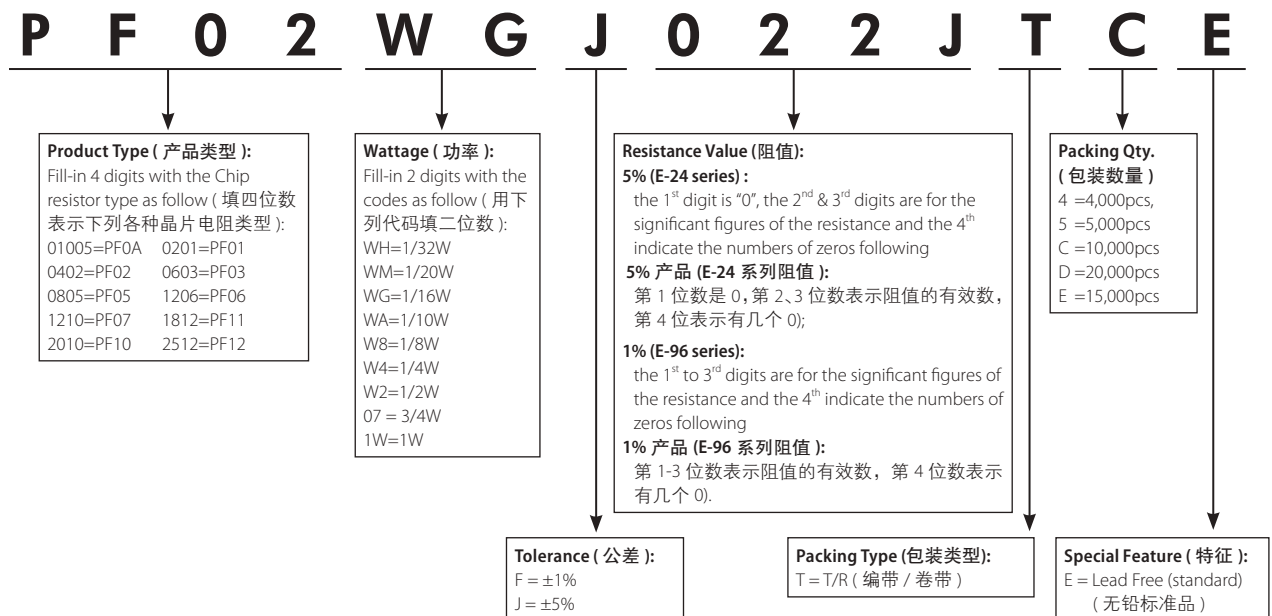 P F 0 2 W G J 0 2 2 J T C E
Product Type ( 产品类型 ):
Fill-in 4 digits with the Chip
resistor type as follow ( 填四位数
表示下列各种晶片电阻类型 ):
01005=PF0A 0201=PF01
0402=PF02 0603=PF03
0805=PF05 1206=PF06
1210=PF07 1812=PF11
2010=PF10 2512=PF12
Wattage ( 功率 ):
Fill-in 2 digits with the
codes as follow ( 用下
列代码填二位数 ):
WH=1/32W
WM=1/20W
WG=1/16W
WA=1/10W
W8=1/8W
W4=1/4W
W2=1/2W
07 = 3/4W
1W=1W
Resistance Value (阻值):
5% (E-24 series) :
the 1st digit is “0”, the 2nd & 3rd digits are for the
significant figures of the resistance and the 4th
indicate the numbers of zeros following
5% 产品 (E-24 系列阻值 ):
第 1 位数是 0，第 2、3 位数表示阻值的有效数，
第 4 位表示有几个 0);
1% (E-96 series):
the 1st to 3rd digits are for the significant figures of
the resistance and the 4th indicate the numbers of
zeros following
1% 产品 (E-96 系列阻值 ):
第 1-3 位数表示阻值的有效数，第 4 位数表示
有几个 0).
Packing Qty.
( 包装数量 )
4 =4,000pcs,
5 =5,000pcs
C =10,000pcs
D =20,000pcs
E =15,000pcs
Tolerance ( 公差 ):
F = ±1%
J = ±5%
Packing Type (包装类型):
T = T/R ( 编带 / 卷带 )
Special Feature ( 特征 ):
E = Lead Free (standard)
( 无铅标准品 )